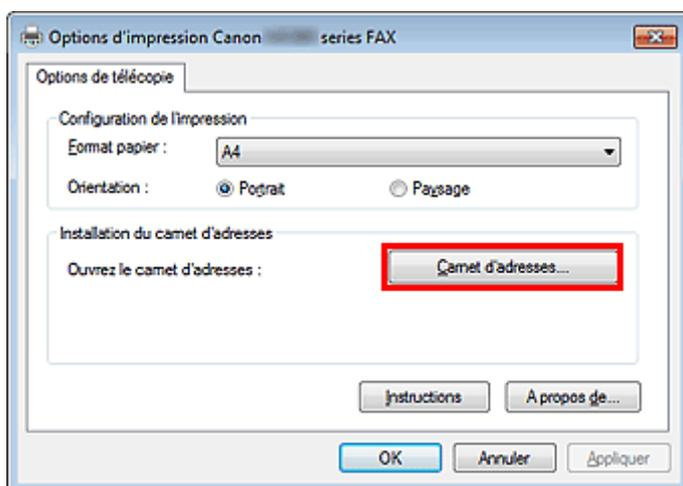 Options d'impression Canon series FAX
Options de télécopie
Configuration de l'impression
Format papier :
A4
Orientation :
Portrait
Paysage
Installation du carnet d'adresses
Ouvrez le carnet d'adresses :
Carnet d'adresses...
Instructions
A propos de...
OK
Annuler
Appliquer